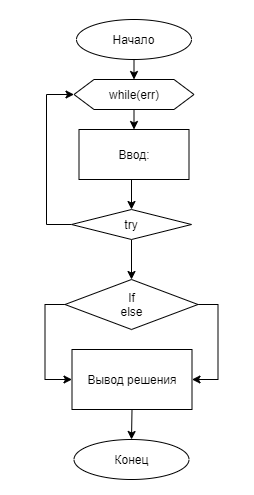 Начало
while(err)
Ввод:
try
If
else
Вывод решения
Конец